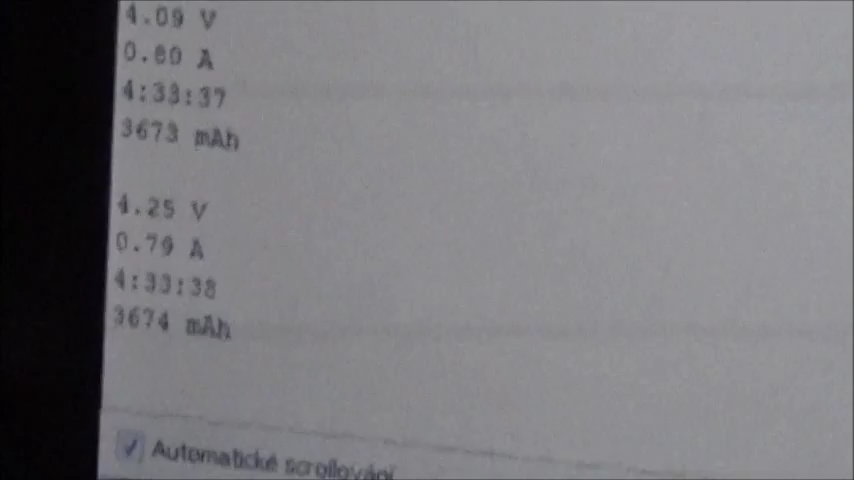 4.09 V
0.80 A
4:33:37
3673 mAh
4.25 V
0.79 A
4:33:38
3674 mAh
Automatické scrollování